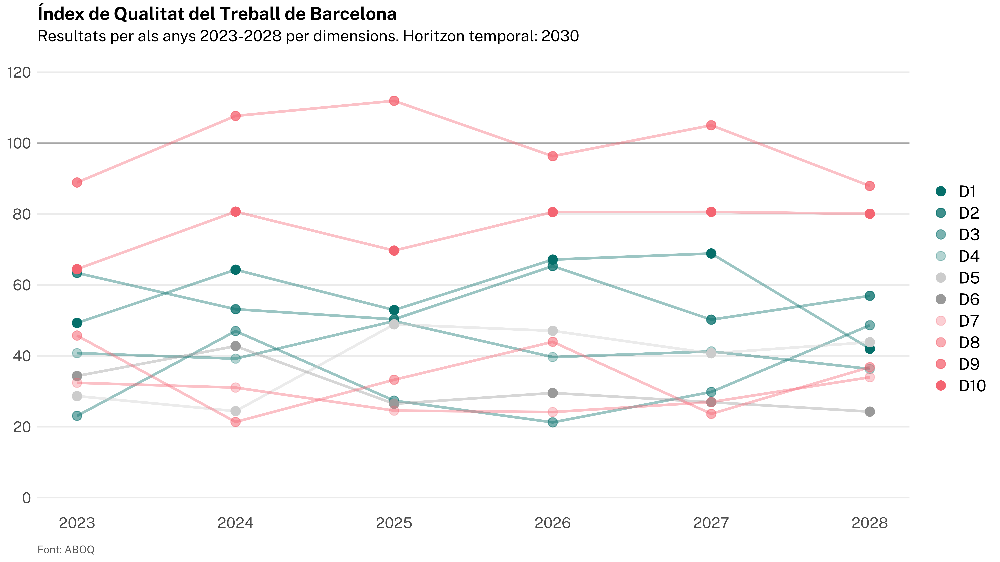 Índex de Qualitat del Treball de Barcelona
Resultats per als anys 2023-2028 per dimensions. Horitzon temporal: 2030
120
100
80
60
40
20
0
D1
D2
D3
D4
D5
D6
D7
D8
D9
D10
2023 2024 2025 2026 2027 2028
Font: ABOQ